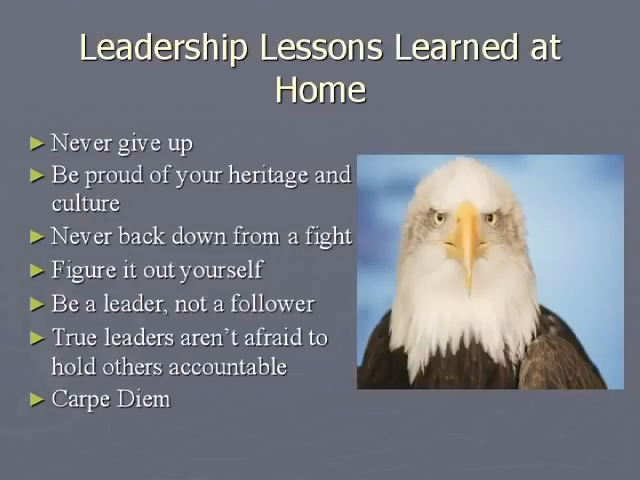 Leadership Lessons Learned at
Home
► Never give up
► Be proud of your heritage and
culture
► Never back down from a fight
► Figure it out yourself
► Be a leader, not a follower
► True leaders aren’t afraid to
hold others accountable
► Carpe Diem